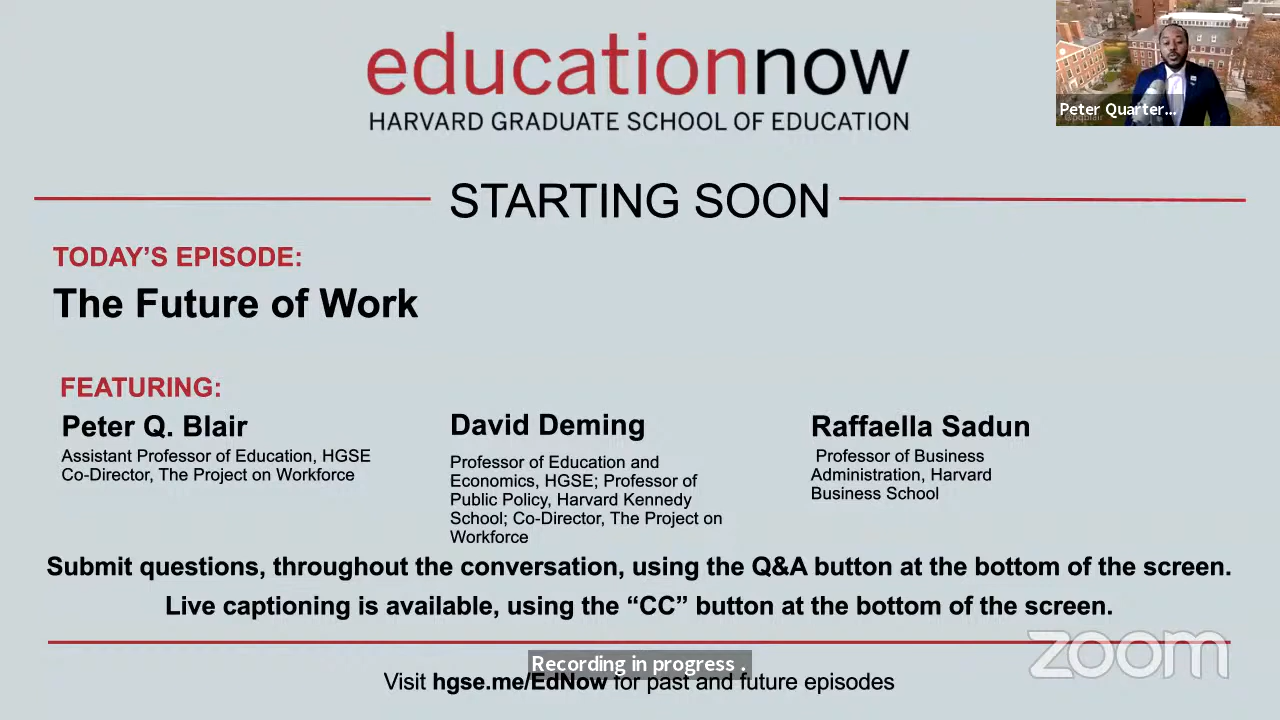 educationnow
HARVARD GRADUATE SCHOOL OF EDUCATION
Peter Quarter...
STARTING SOON
TODAY'S EPISODE:
The Future of Work
FEATURING:
Peter Q. Blair
Assistant Professor of Education, HGSE
Co-Director, The Project on Workforce
David Deming
Professor of Education and
Economics, HGSE; Professor of
Public Policy, Harvard Kennedy
School; Co-Director, The Project on
Workforce
Raffaella Sadun
Professor of Business
Administration, Harvard
Business School
Submit questions, throughout the conversation, using the Q&A button at the bottom of the screen.
Live captioning is available, using the “CC” button at the bottom of the screen.
zoom
Recording in progress .
Visit hgse.me/EdNow for past and future episodes